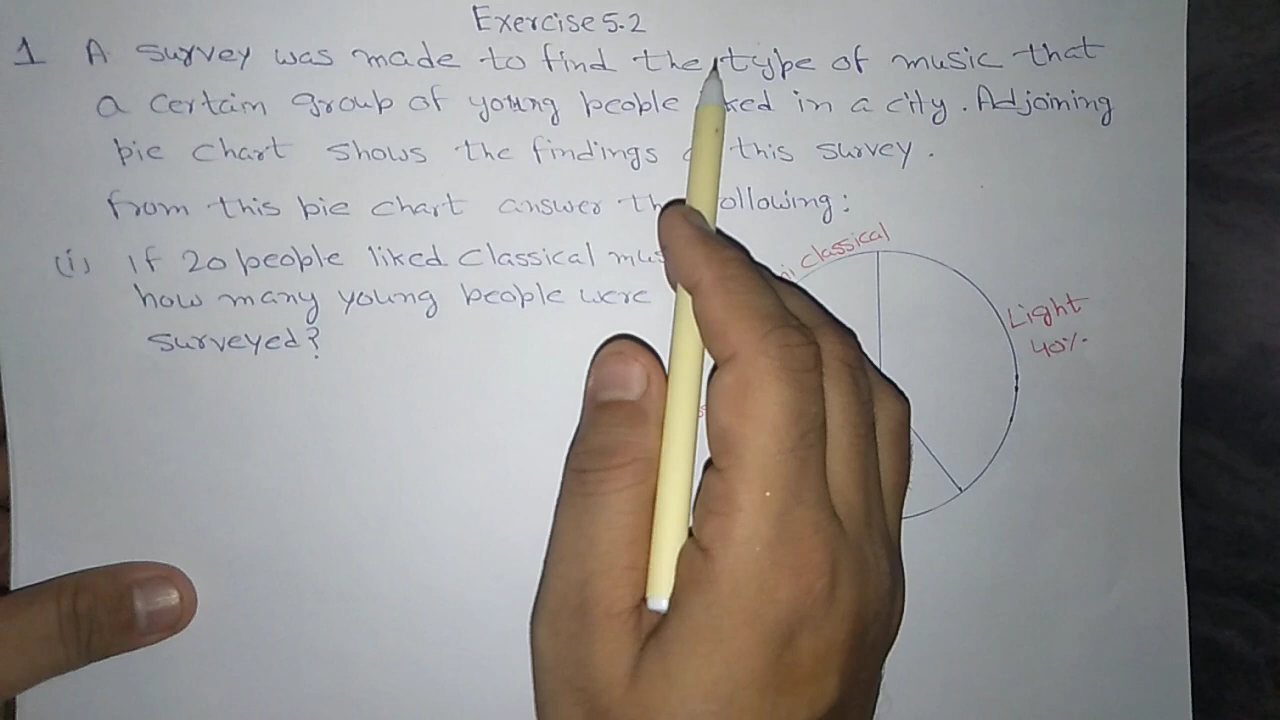 Exercise 5.2
1 A survey was made to find the type of music that
a certain group of young people liked in a city. Adjoining
pie chart shows the findings this survey.
from this pie chart answer following:
(i) if 20 people liked classical
how many young people were
surveyed?
classical
Light
40%